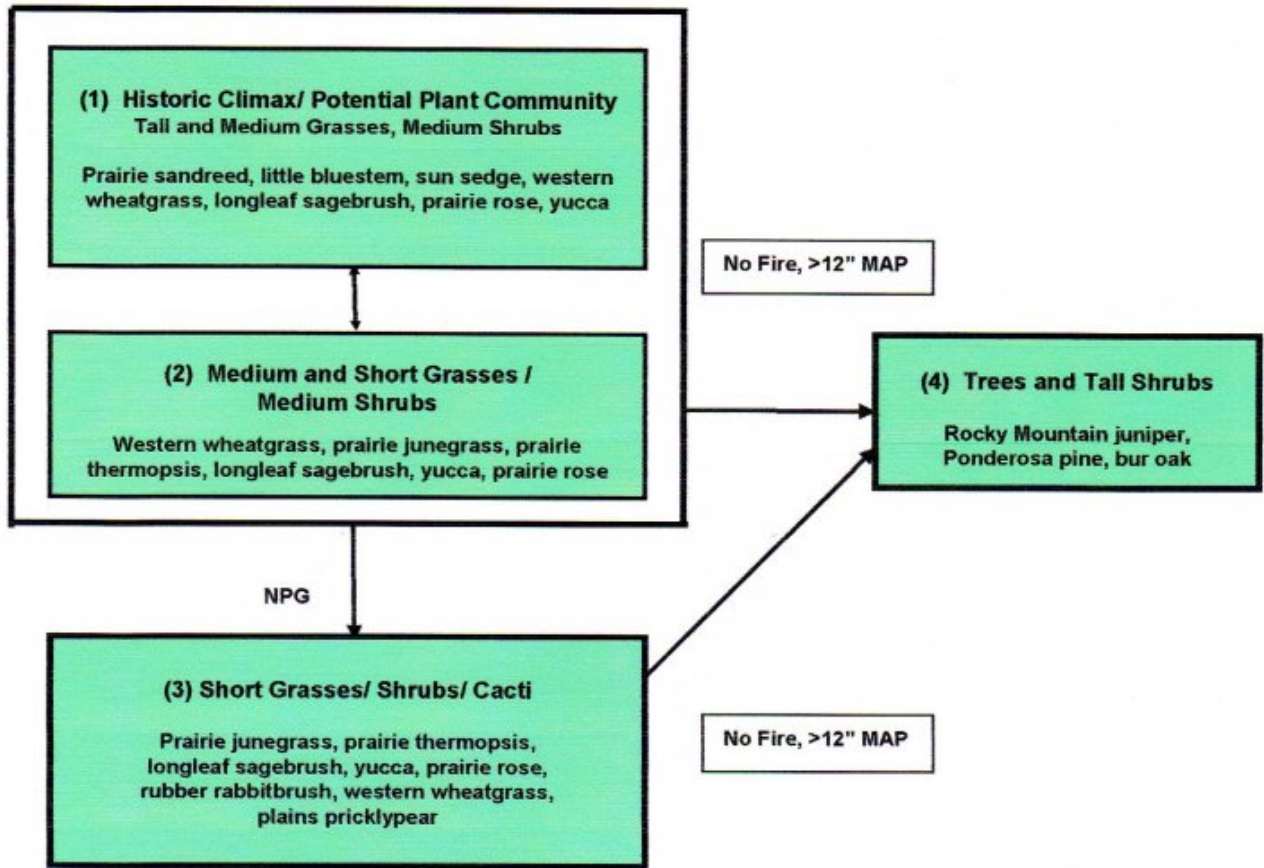 (1) Historic Climax/ Potential Plant Community
Tall and Medium Grasses, Medium Shrubs
Prairie sandreed, little bluestem, sun sedge, western
wheatgrass, longleaf sagebrush, prairie rose, yucca
No Fire, >12" MAP
(2) Medium and Short Grasses /
Medium Shrubs
Western wheatgrass, prairie junegrass, prairie
thermopsis, longleaf sagebrush, yucca, prairie rose
(4) Trees and Tall Shrubs
Rocky Mountain juniper,
Ponderosa pine, bur oak
NPG
(3) Short Grasses/ Shrubs/ Cacti
Prairie junegrass, prairie thermopsis,
longleaf sagebrush, yucca, prairie rose,
rubber rabbitbrush, western wheatgrass,
plains pricklypear
No Fire, >12" MAP